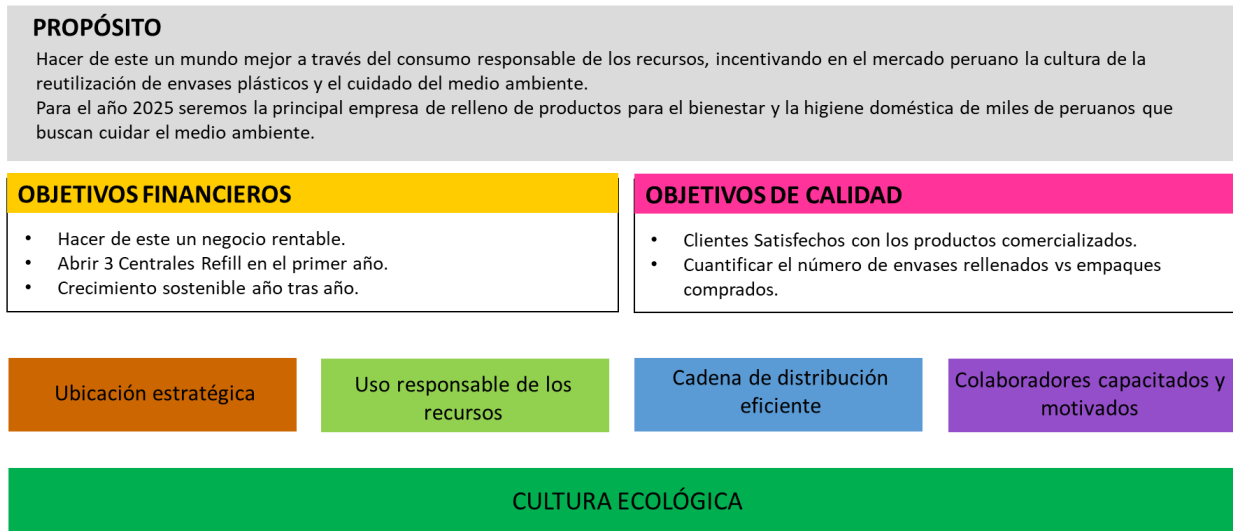 PROPÓSITO
Hacer de este un mundo mejor a través del consumo responsable de los recursos, incentivando en el mercado peruano la cultura de la
reutilización de envases plásticos y el cuidado del medio ambiente.
Para el año 2025 seremos la principal empresa de relleno de productos para el bienestar y la higiene doméstica de miles de peruanos que
buscan cuidar el medio ambiente.
OBJETIVOS FINANCIEROS
• Hacer de este un negocio rentable.
• Abrir 3 Centrales Refill en el primer año.
• Crecimiento sostenible año tras año.
OBJETIVOS DE CALIDAD
• Clientes Satisfechos con los productos comercializados.
• Cuantificar el número de envases rellenados vs empaques
comprados.
Ubicación estratégica
Uso responsable de los
recursos
Cadena de distribución
eficiente
Colaboradores capacitados y
motivados
CULTURA ECOLÓGICA